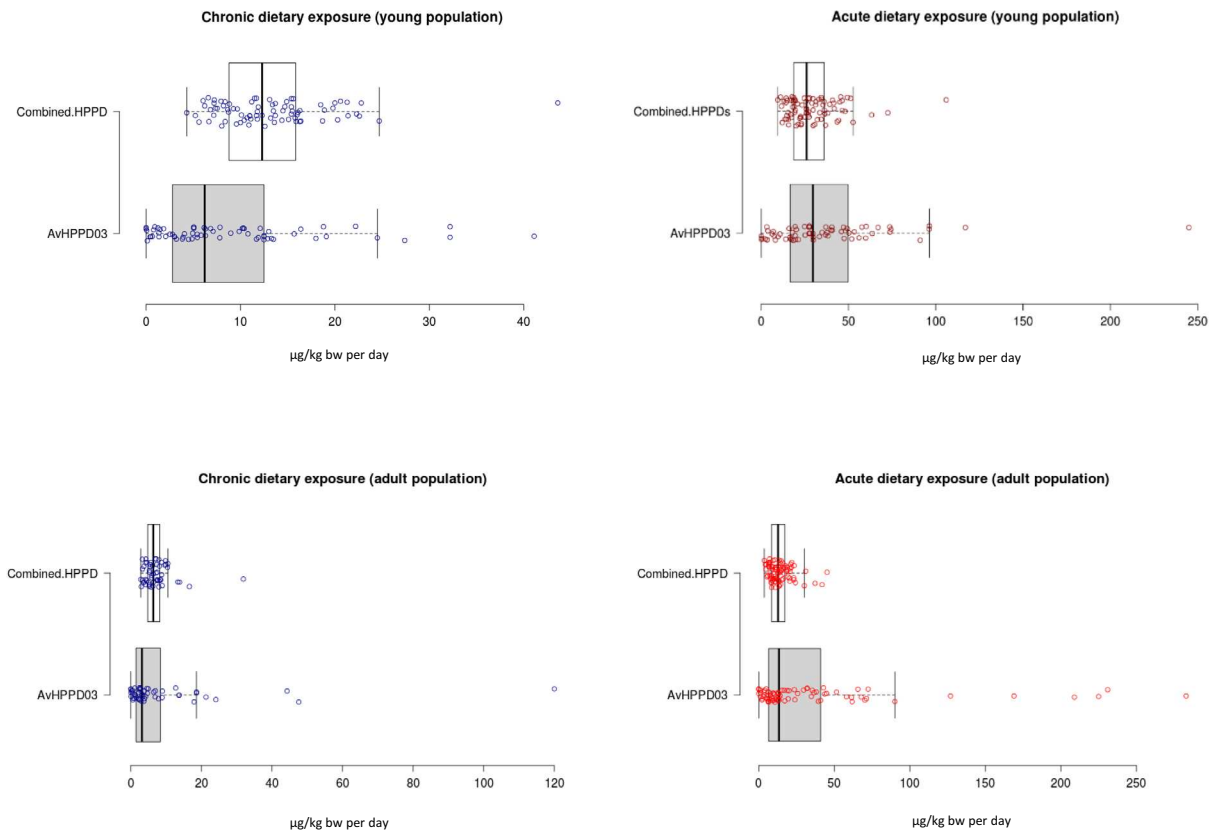 Chronic dietary exposure (young population)
Combined.HPPD
AvHPPD03
0 10 20 30 40
µg/kg bw per day
Acute dietary exposure (young population)
Combined.HPPDs
AvHPPD03
0 50 100 150 200 250
µg/kg bw per day
Chronic dietary exposure (adult population)
Combined.HPPD
AvHPPD03
0 20 40 60 80 100 120
µg/kg bw per day
Acute dietary exposure (adult population)
Combined.HPPD
AvHPPD03
0 50 100 150 200 250
µg/kg bw per day